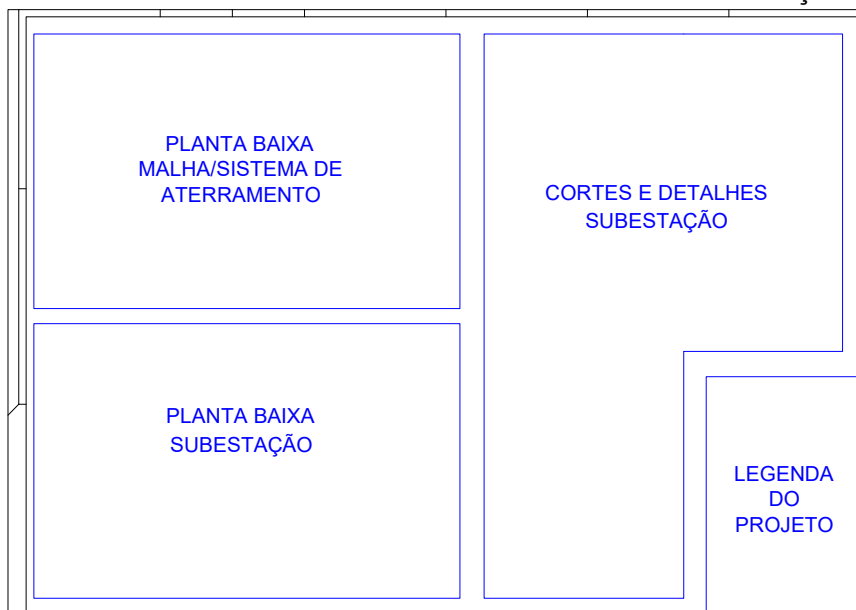 PLANTA BAIXA
MALHA/SISTEMA DE
ATERRAMENTO
CORTES E DETALHES
SUBESTAÇÃO
PLANTA BAIXA
SUBESTAÇÃO
LEGENDA
DO
PROJETO